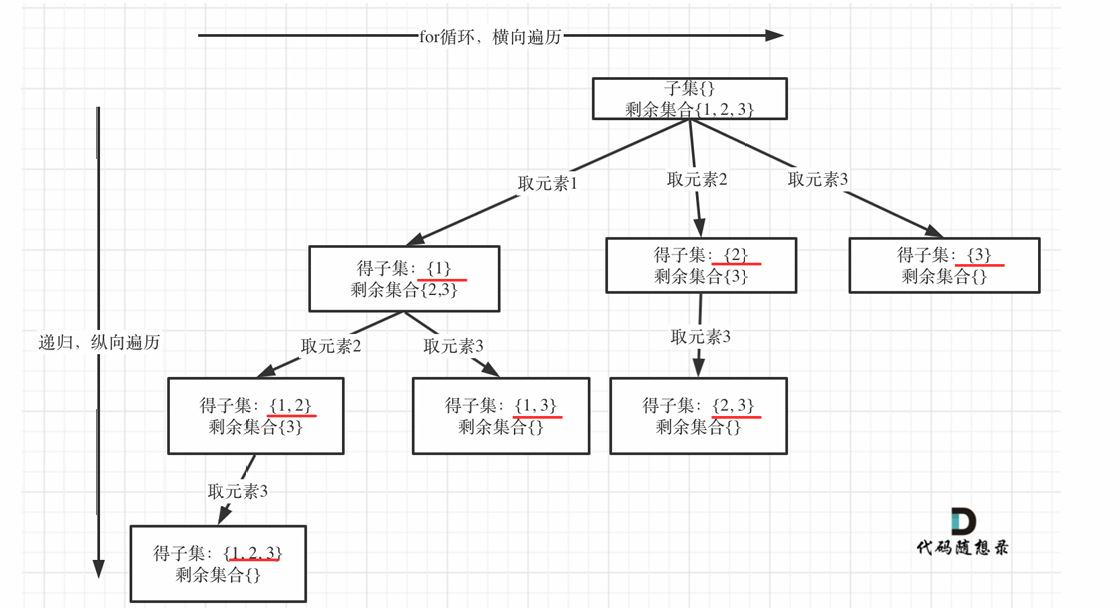 for循环，横向遍历
子集{}
剩余集合{1, 2, 3}
取元素1
取元素2
取元素3
得子集：{1}
剩余集合{2,3}
得子集：{2}
剩余集合{3}
得子集：{3}
剩余集合{}
递归，纵向遍历
取元素2
取元素3
取元素3
得子集：{1, 2}
剩余集合{3}
得子集：{1, 3}
剩余集合{}
得子集：{2, 3}
剩余集合{}
取元素3
得子集：{1, 2, 3}
剩余集合{}
D
代码随想录